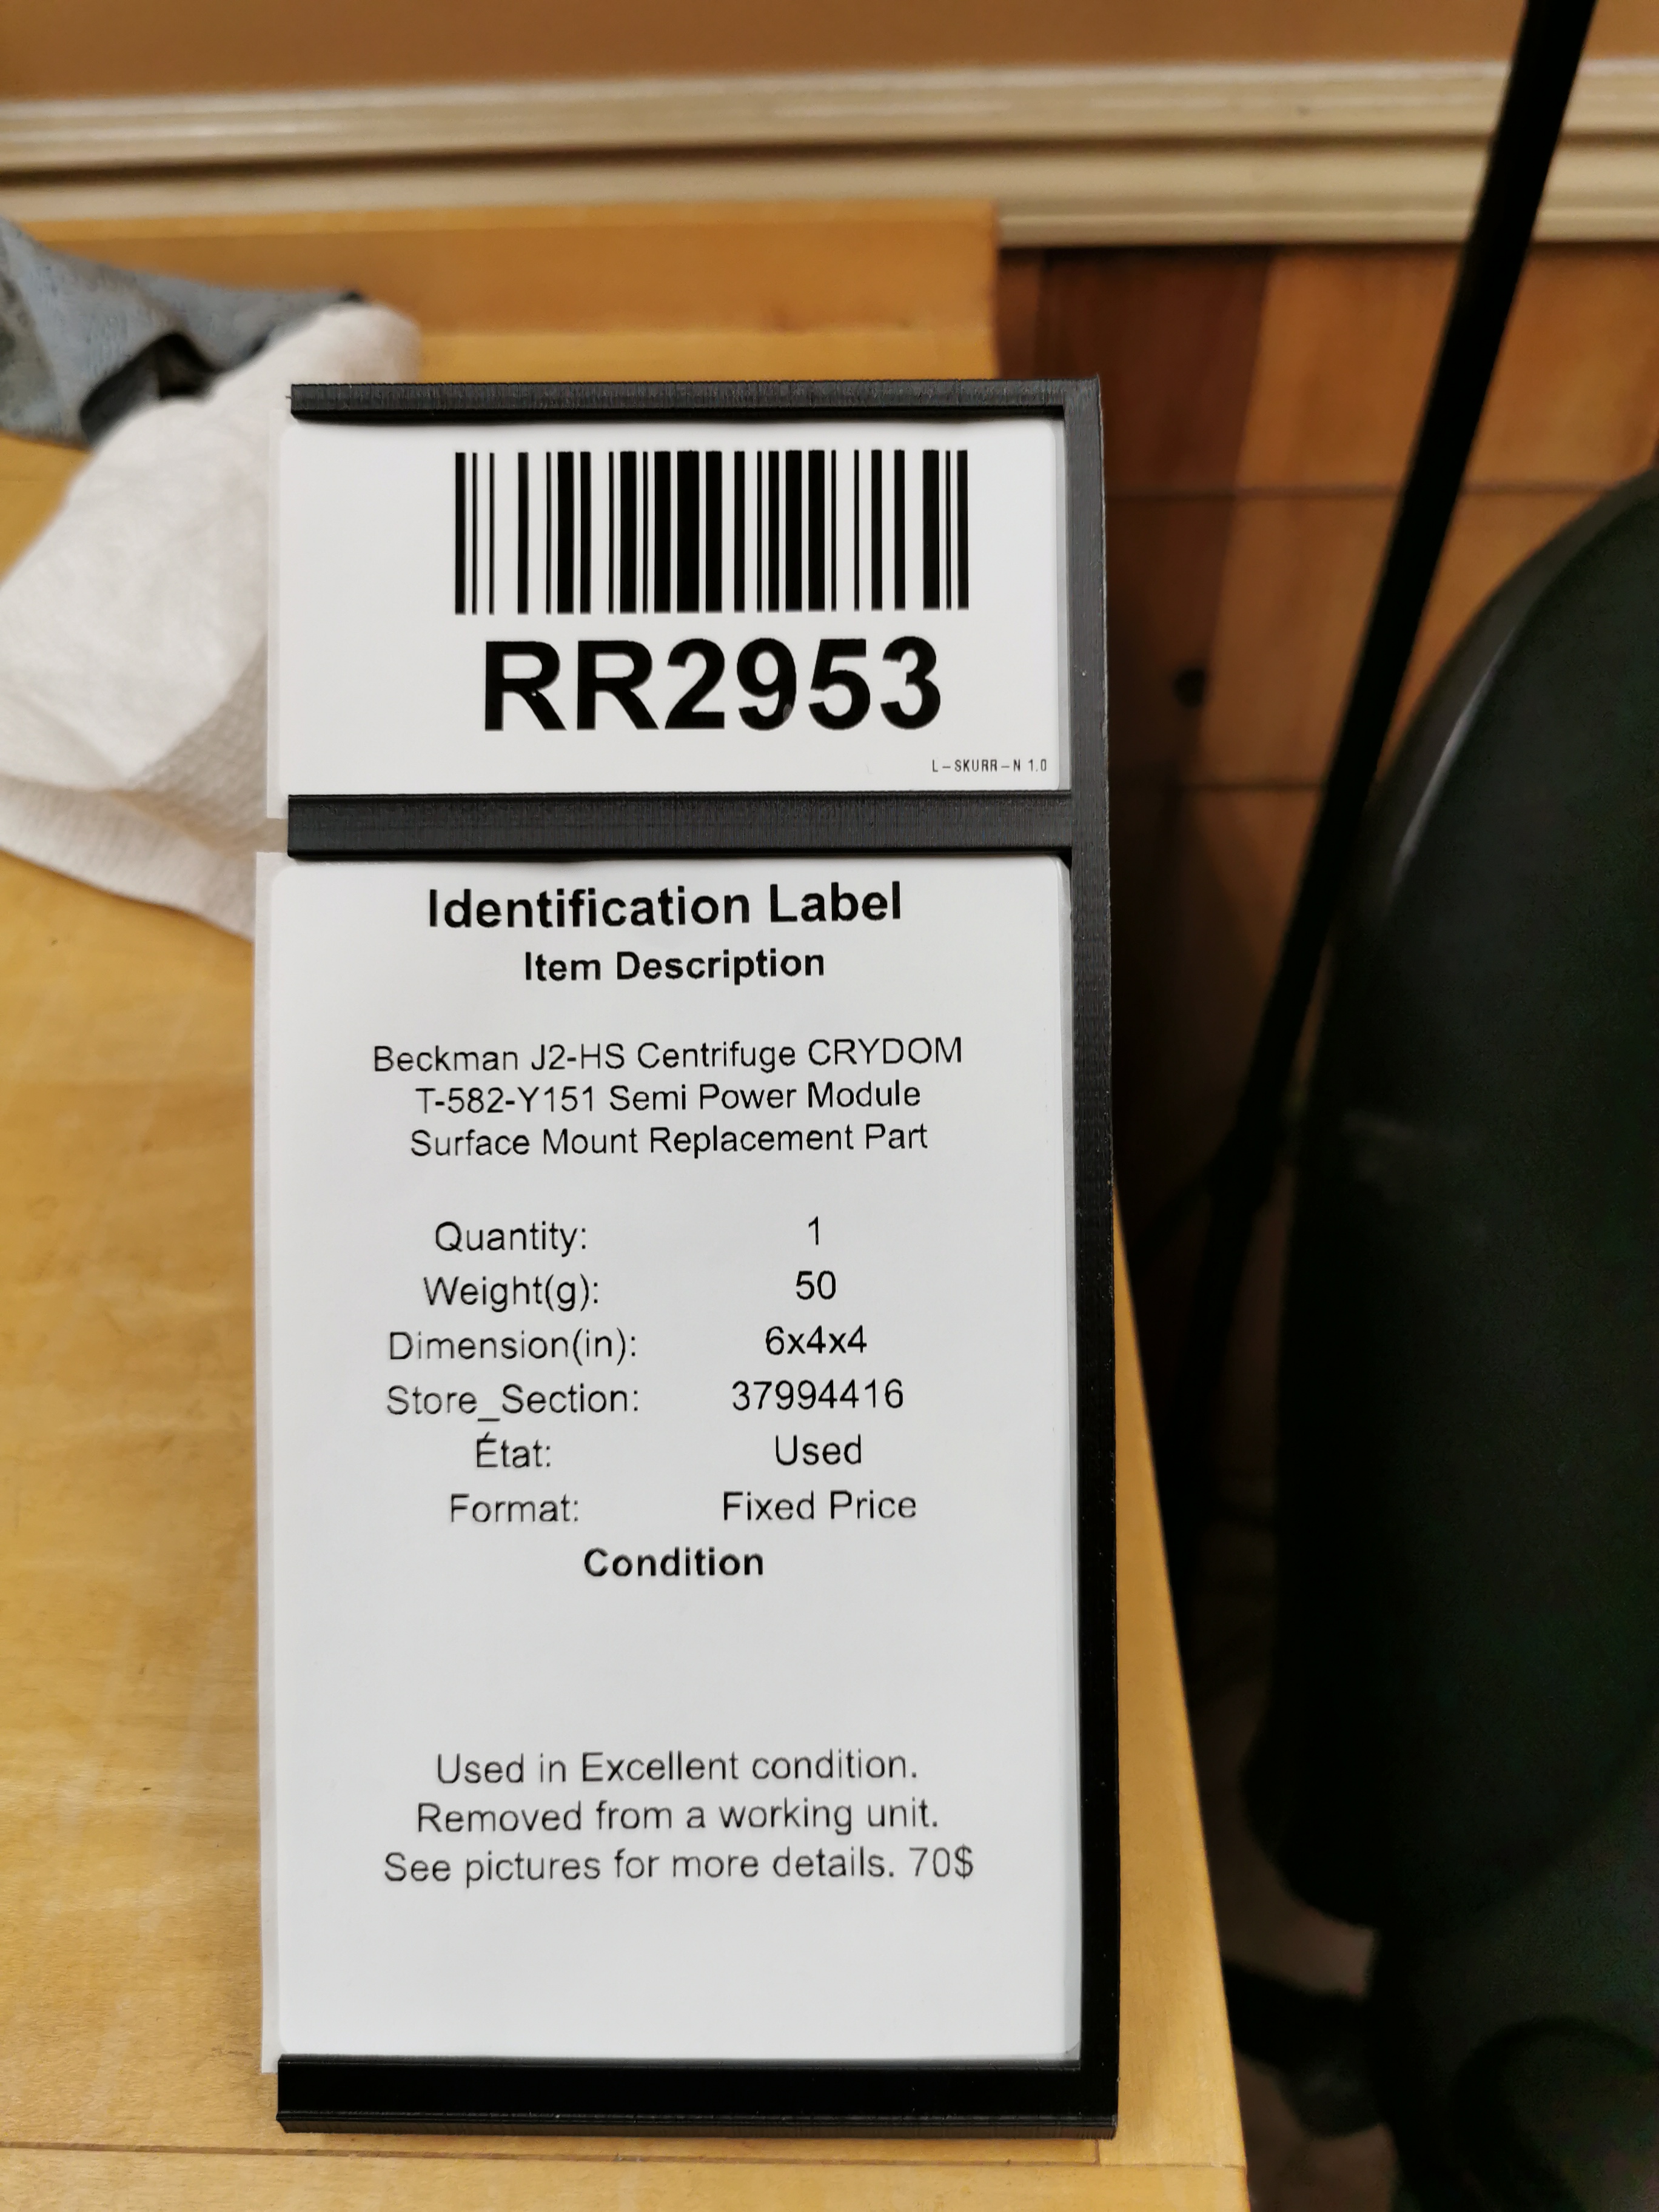 RR2953
L-SKURR-N 1.0
Identification Label
Item Description
Beckman J2-HS Centrifuge CRYDOM
T-582-Y151 Semi Power Module
Surface Mount Replacement Part
Quantity: 1
Weight(g): 50
Dimension(in): 6x4x4
Store_Section: 37994416
État: Used
Format: Fixed Price
Condition
Used in Excellent condition.
Removed from a working unit.
See pictures for more details. 70$